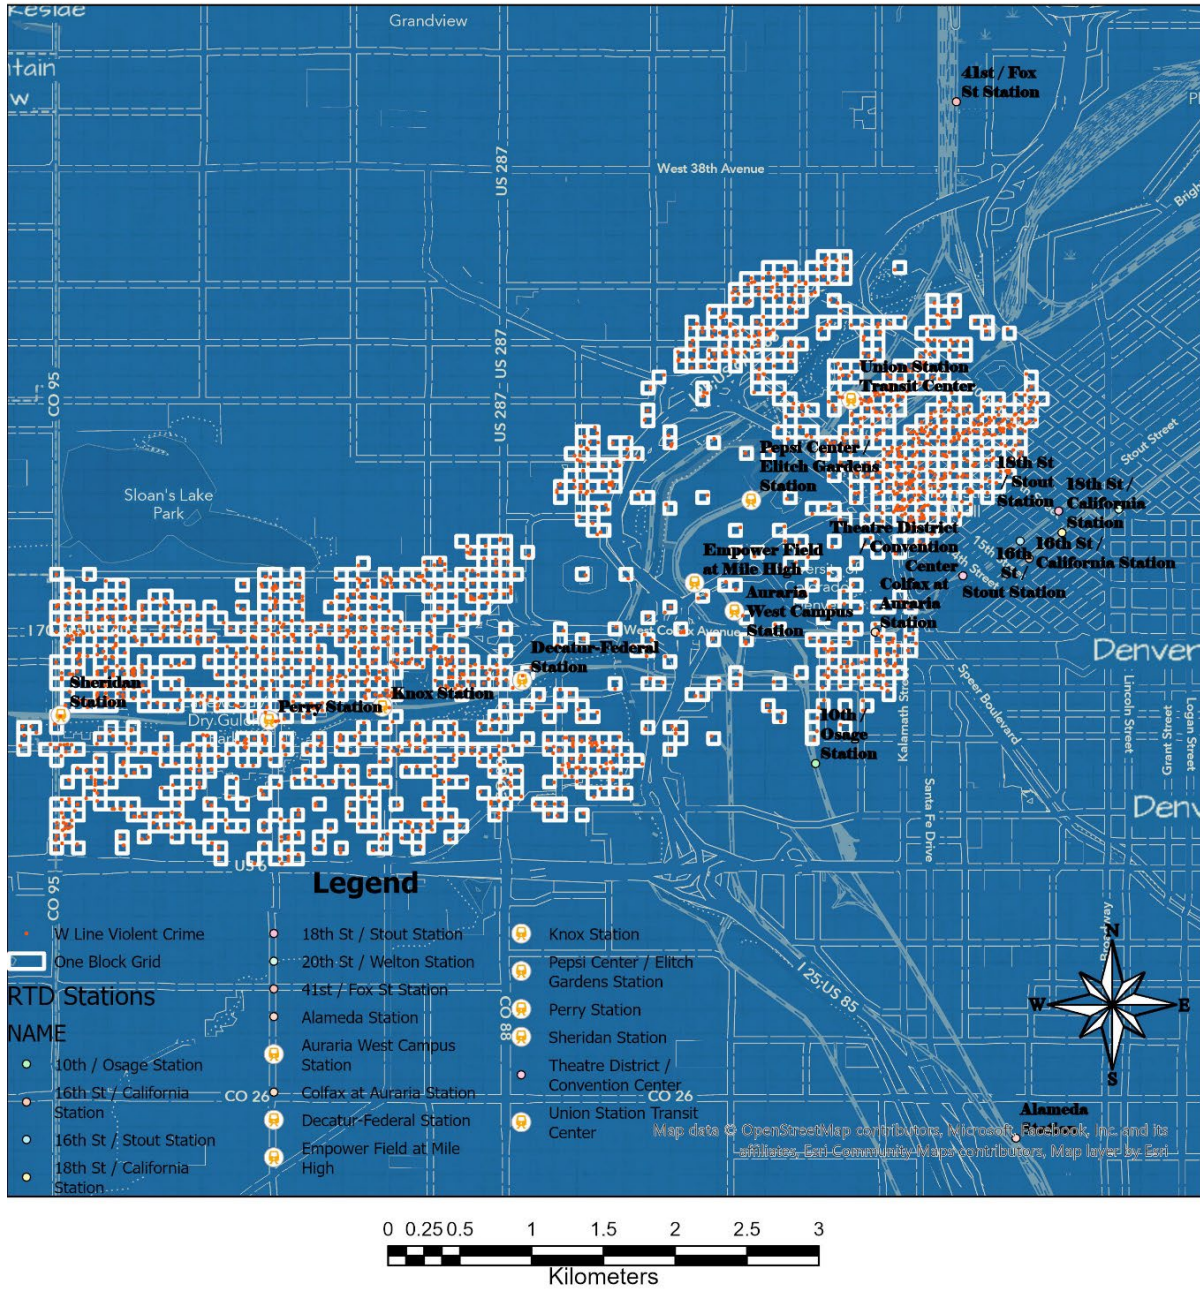 Grandview
41st / Fox
St Station
West 38th Avenue
US 287
US 287 - US 287
CO 95
Sloan's Lake
Park
Union Station
Transit Center
Pepsi Center /
Elitch Gardens
Station
18th St
/ Stout
Station
18th St /
California
Station
Stout Street
Theatre District
/ Convention
Center
16th St /
California Station
16th
St /
Stout Station
Empower Field
at Mile High
Colfax at
Auraria
Station
Auraria
West Campus
Station
Decatur-Federal
Station
Denver
Sheridan
Station
Perry Station
Knox Station
10th /
Osage
Station
Speer Boulevard
Lincoln Street
Grant Street
Logan Street
Santa Fe Drive
US 6
CO 95
Legend
W Line Violent Crime
One Block Grid
RTD Stations
NAME
10th / Osage Station
16th St / California
Station
16th St / Stout Station
18th St / California
Station
18th St / Stout Station
20th St / Welton Station
41st / Fox St Station
Alameda Station
Auraria West Campus
Station
Colfax at Auraria Station
Decatur-Federal Station
Empower Field at Mile
High
Knox Station
Pepsi Center / Elitch
Gardens Station
Perry Station
Sheridan Station
Theatre District /
Convention Center
Union Station Transit
Center
CO 88
CO 26
CO 26
I 25;US 85
N
W
E
S
Alameda
Map data © OpenStreetMap contributors, Microsoft, Facebook, Inc. and its
affiliates, Esri Community Maps contributors, Map layer by Esri
0 0.25 0.5 1 1.5 2 2.5 3
Kilometers